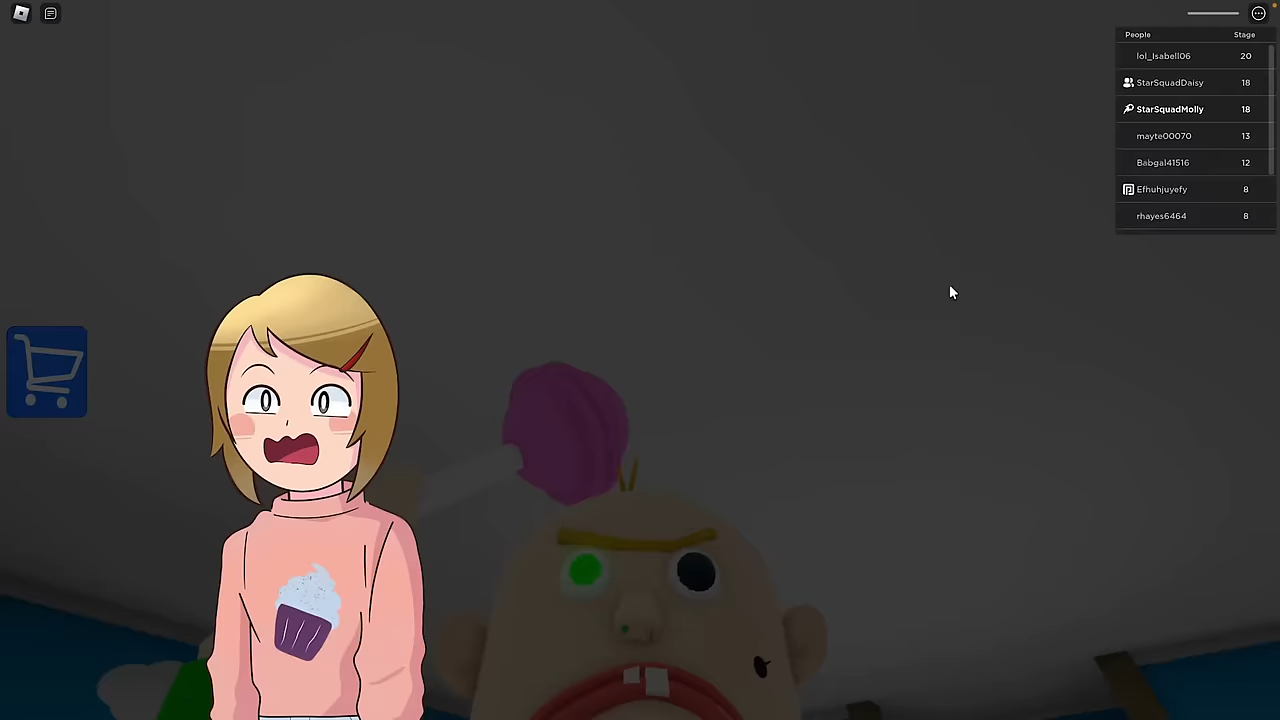 People Stage
lol_Isabell06 20
StarSquadDaisy 18
StarSquadMolly 18
mayte00070 13
Babgal41516 12
Efhuhjuyefy 8
rhayes6464 8